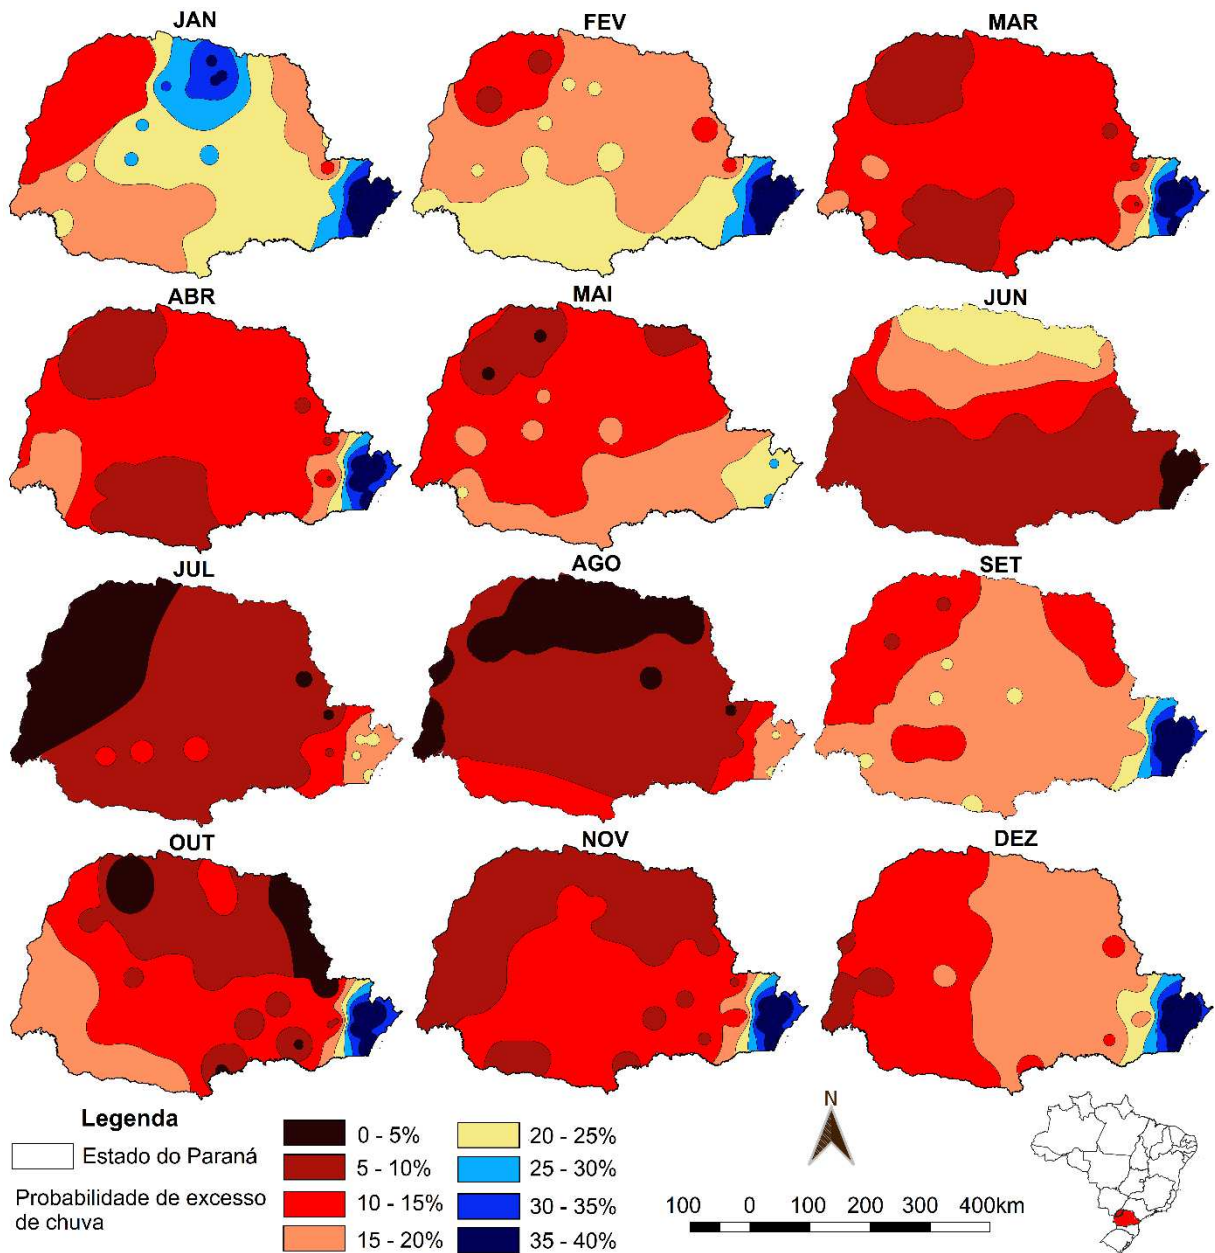 JAN
FEV
MAR
ABR
MAI
JUN
JUL
AGO
SET
OUT
NOV
DEZ
Legenda
Estado do Paraná
Probabilidade de excesso
de chuva
0 - 5%
5 - 10%
10 - 15%
15 - 20%
20 - 25%
25 - 30%
30 - 35%
35 - 40%
N
100 0 100 200 300 400km